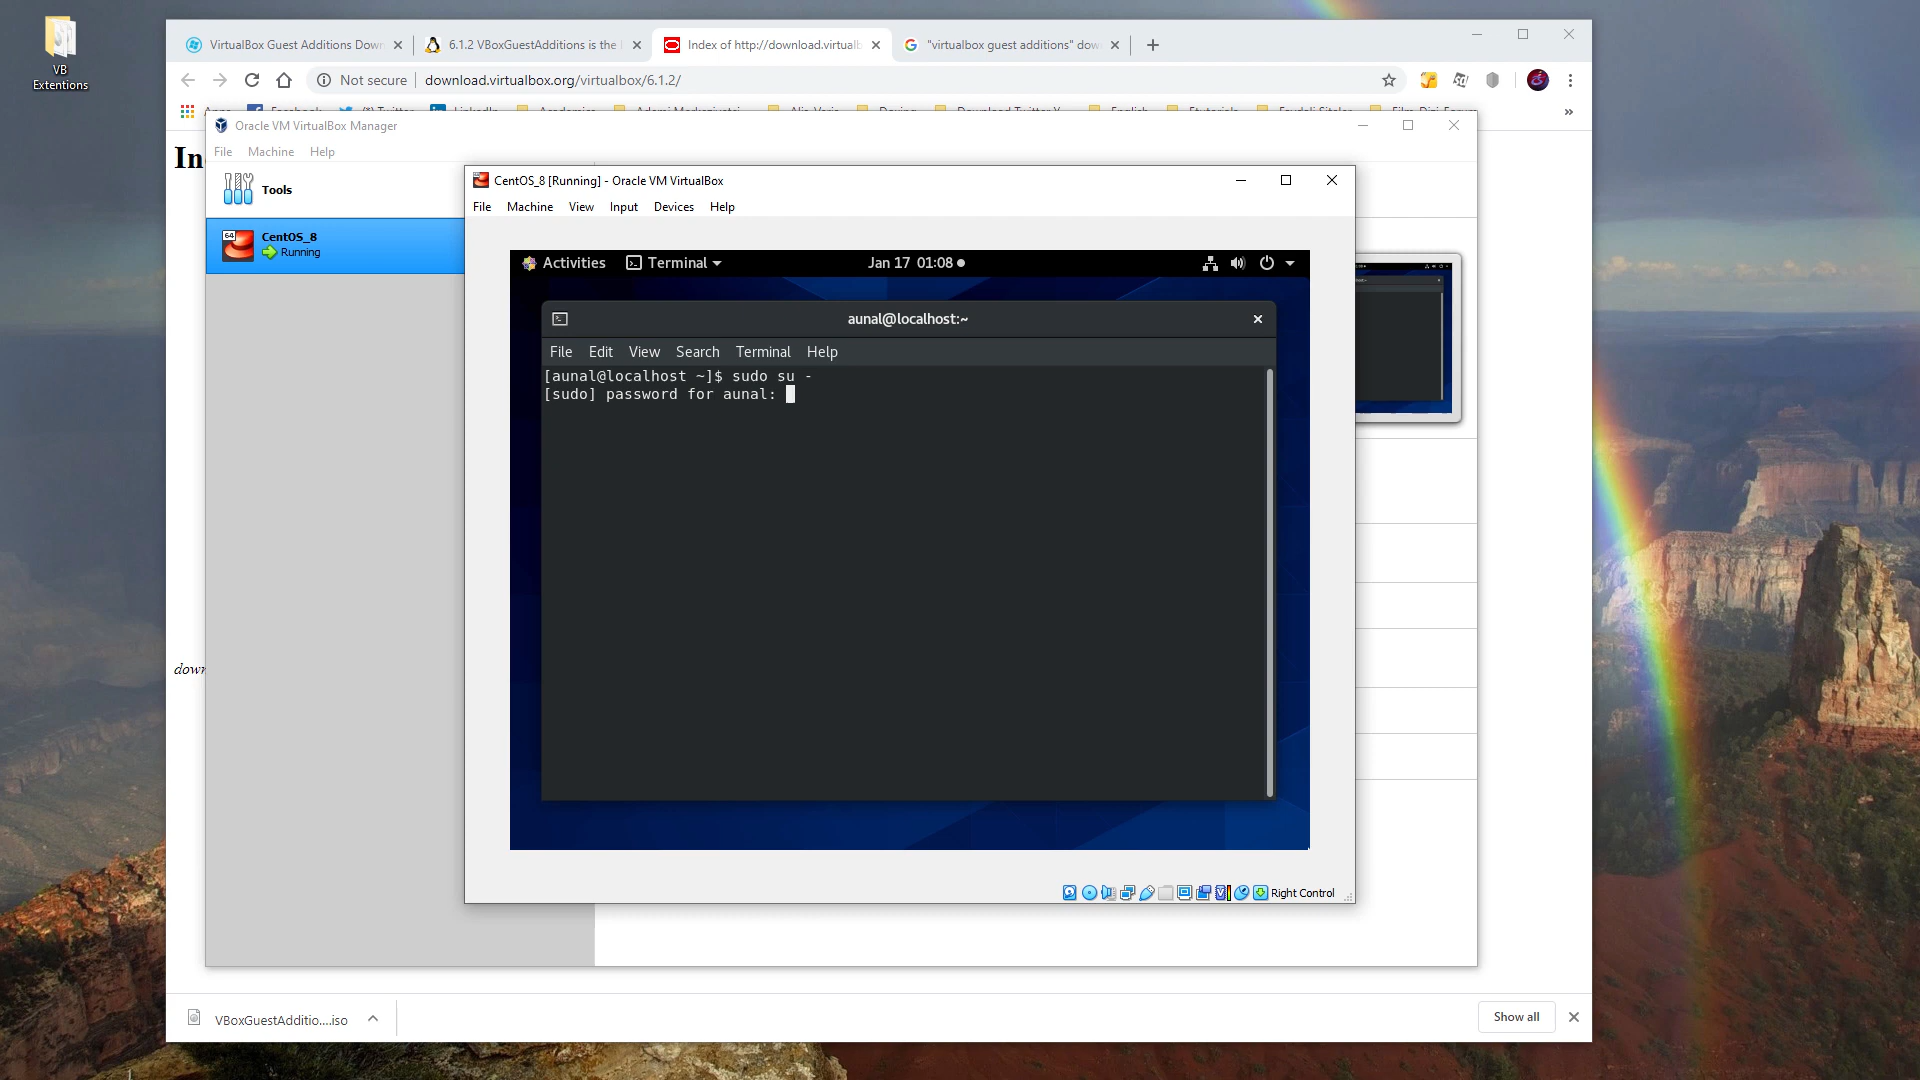 VB
Extentions
VirtualBox Guest Additions Down
6.1.2 VBoxGuestAdditions is the
Index of http://download.virtualb
"virtualbox guest additions" dow
Not secure
download.virtualbox.org/virtualbox/6.1.2/
Oracle VM VirtualBox Manager
File Machine Help
In
Tools
CentOS_8
Running
64
CentOS_8 [Running] - Oracle VM VirtualBox
File Machine View Input Devices Help
Activities Terminal Jan 17 01:08
aunal@localhost:~
File Edit View Search Terminal Help
[aunal@localhost ~]$ sudo su -
[sudo] password for aunal:
down
Right Control
VBoxGuestAdditio....iso
Show all